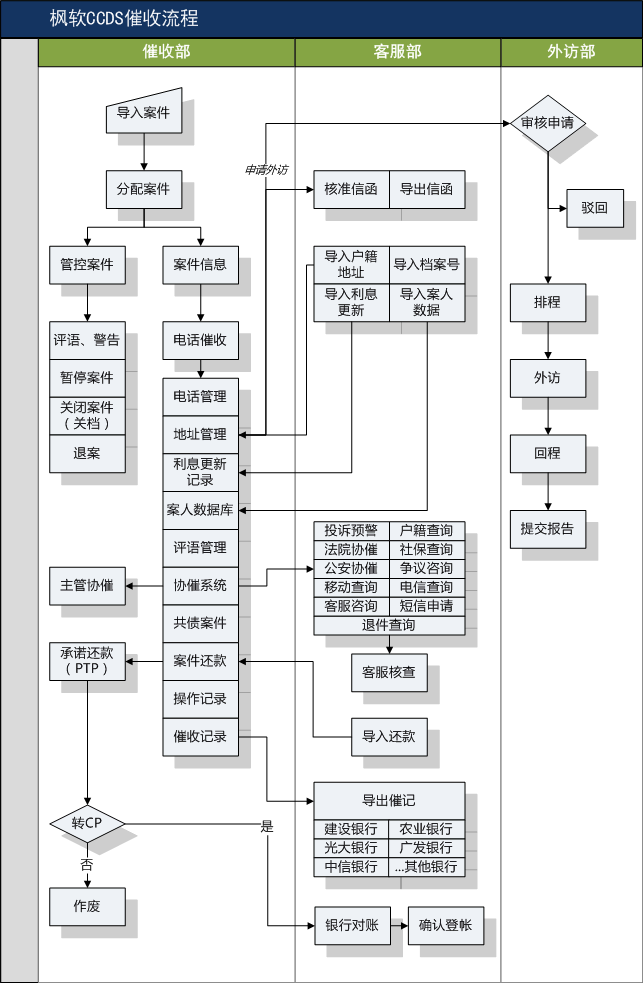 枫软CCDS催收流程
催收部
客服部
外访部
导入案件
审核申请
申请外访
分配案件
核准信函
导出信函
驳回
管控案件
案件信息
导入户籍
地址
导入档案号
导入利息
更新
导入案人
数据
排程
评语、警告
暂停案件
关闭案件
（关档）
退案
电话催收
电话管理
地址管理
利息更新
记录
案人数据库
评语管理
协催系统
共债案件
案件还款
操作记录
催收记录
外访
回程
提交报告
投诉预警
户籍查询
法院协催
社保查询
公安协催
争议咨询
移动查询
电信查询
客服咨询
短信申请
退件查询
主管协催
承诺还款
（PTP）
客服核查
导入还款
导出催记
建设银行
农业银行
光大银行
广发银行
中信银行
...其他银行
转CP
是
否
作废
银行对账
确认登帐